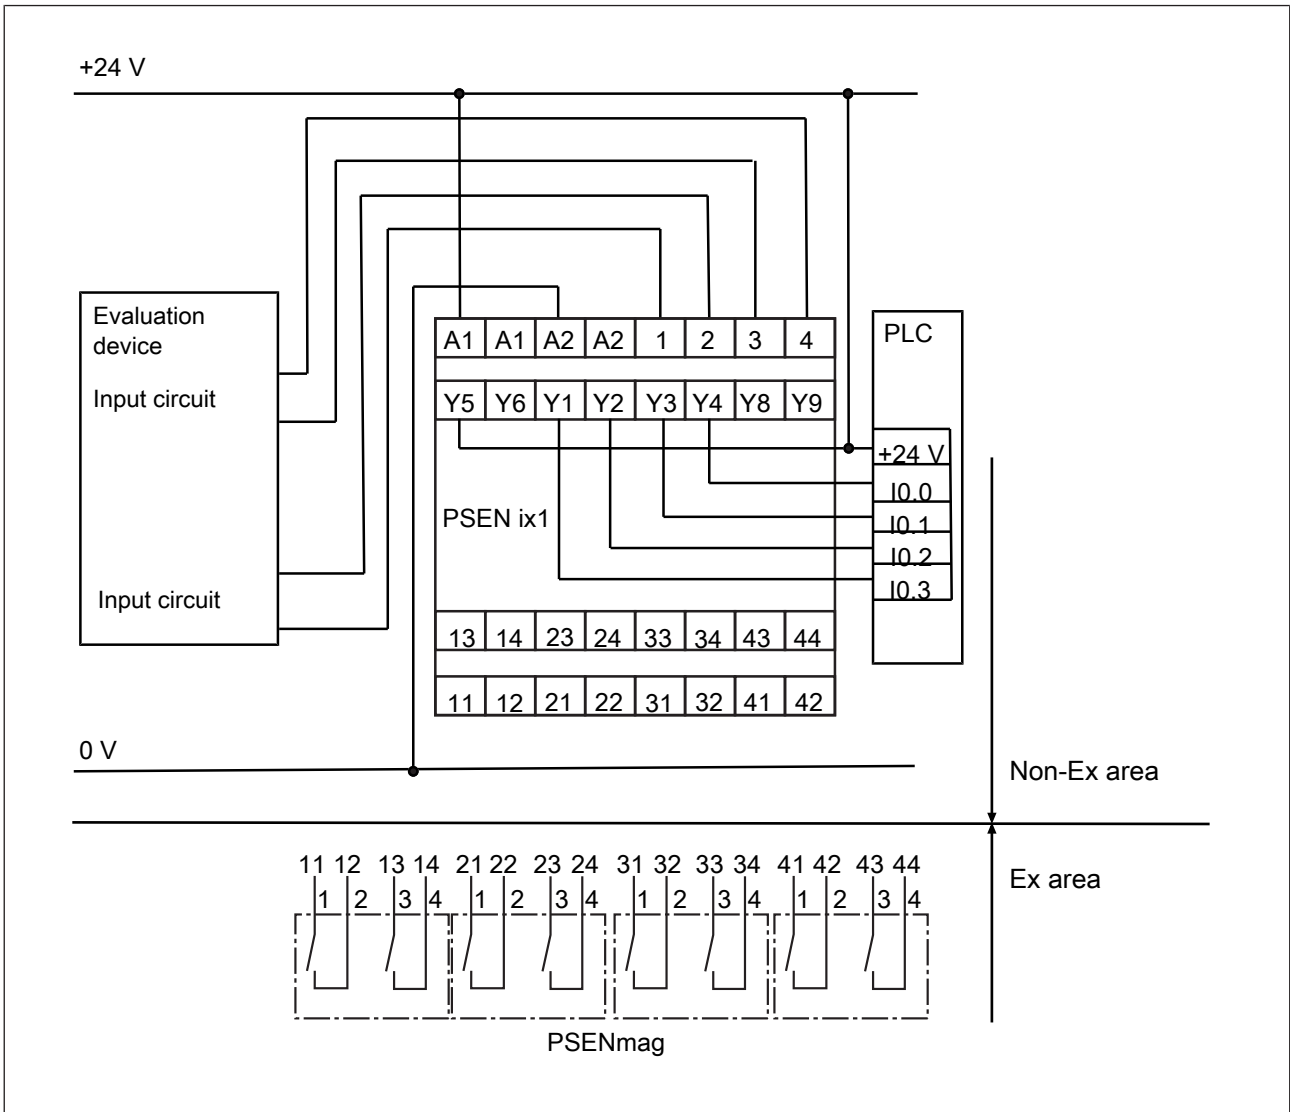 +24 V
Evaluation
device
Input circuit
Input circuit
A1 A1 A2 A2 1 2 3 4
Y5 Y6 Y1 Y2 Y3 Y4 Y8 Y9
PSEN ix1
13 14 23 24 33 34 43 44
11 12 21 22 31 32 41 42
PLC
+24 V
I0.0
I0.1
I0.2
I0.3
0 V
Non-Ex area
Ex area
11 12 13 14 21 22 23 24 31 32 33 34 41 42 43 44
1 2 3 4 1 2 3 4 1 2 3 4 1 2 3 4
PSENmag